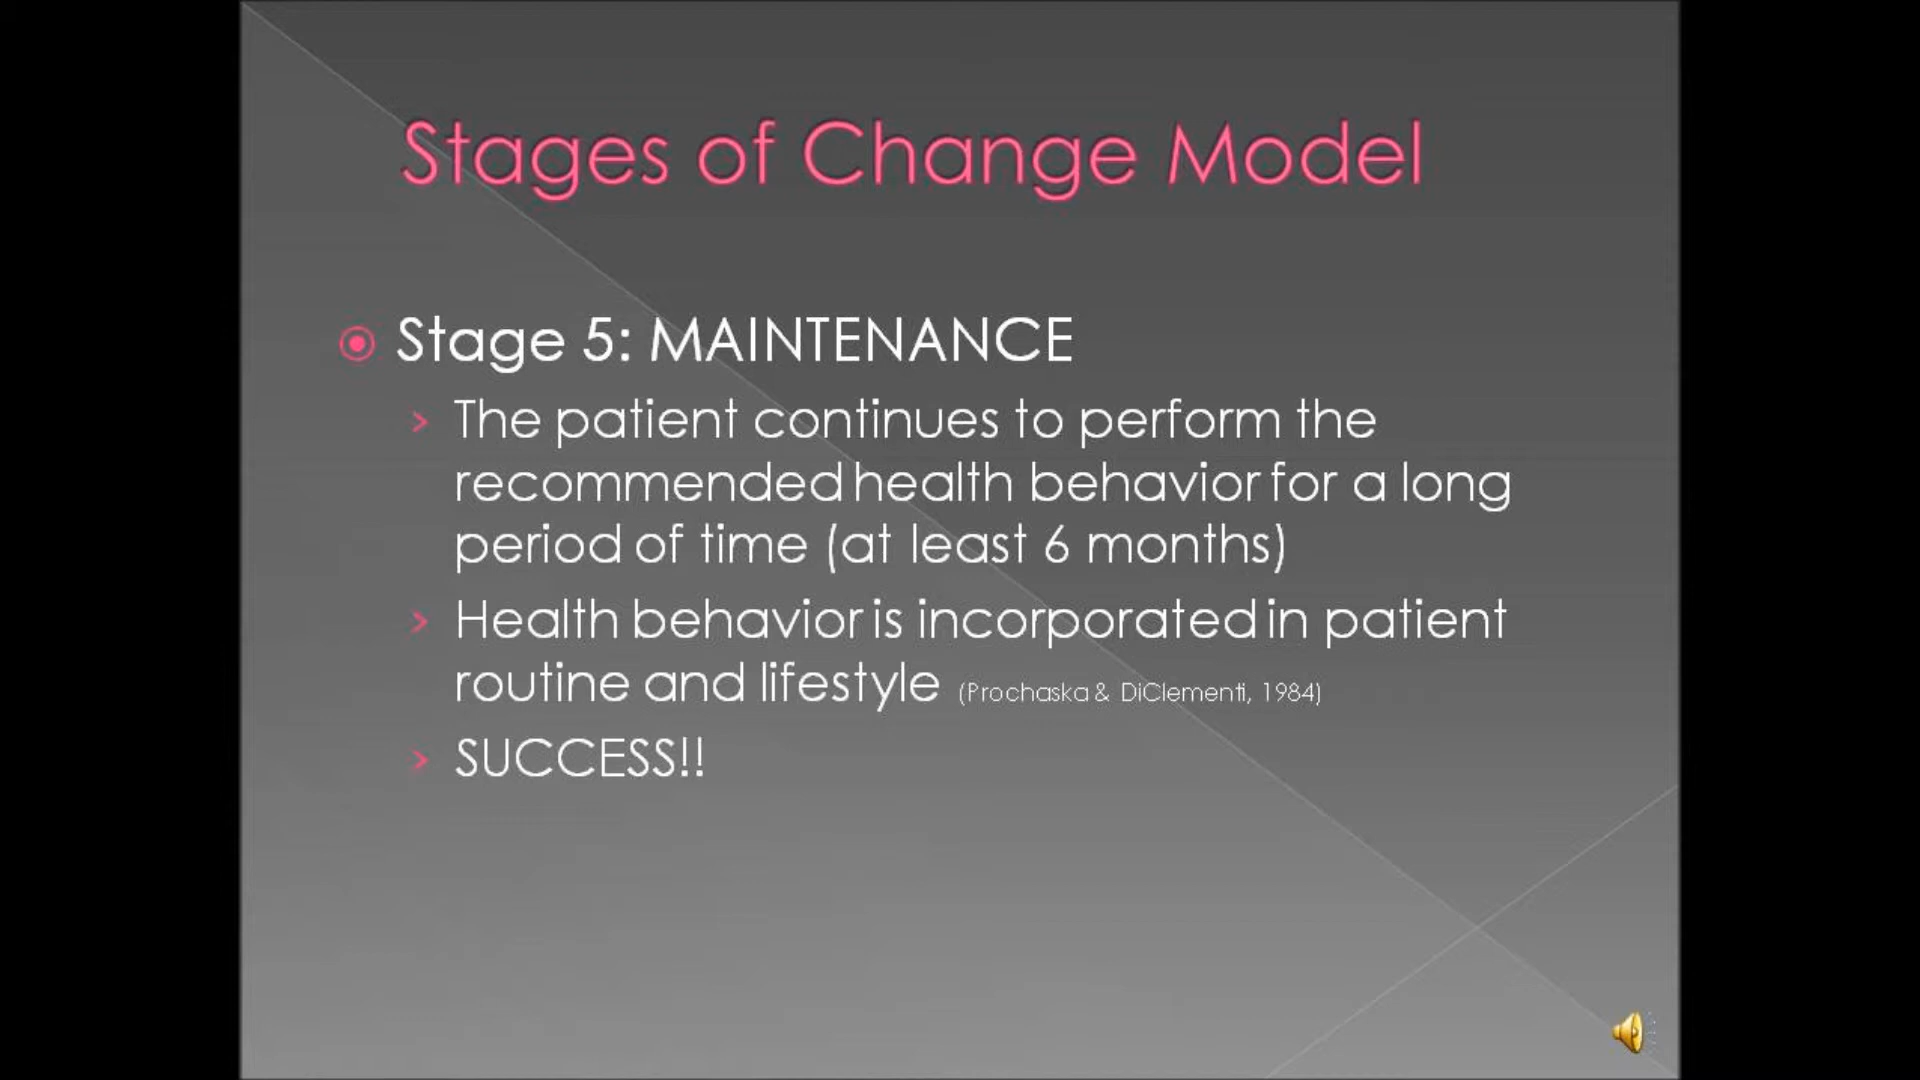 Stages of Change Model
Stage 5: MAINTENANCE
The patient continues to perform the
recommended health behavior for a long
period of time (at least 6 months)
Health behavior is incorporated in patient
routine and lifestyle (Prochaska & DiClementi, 1984)
SUCCESS!!